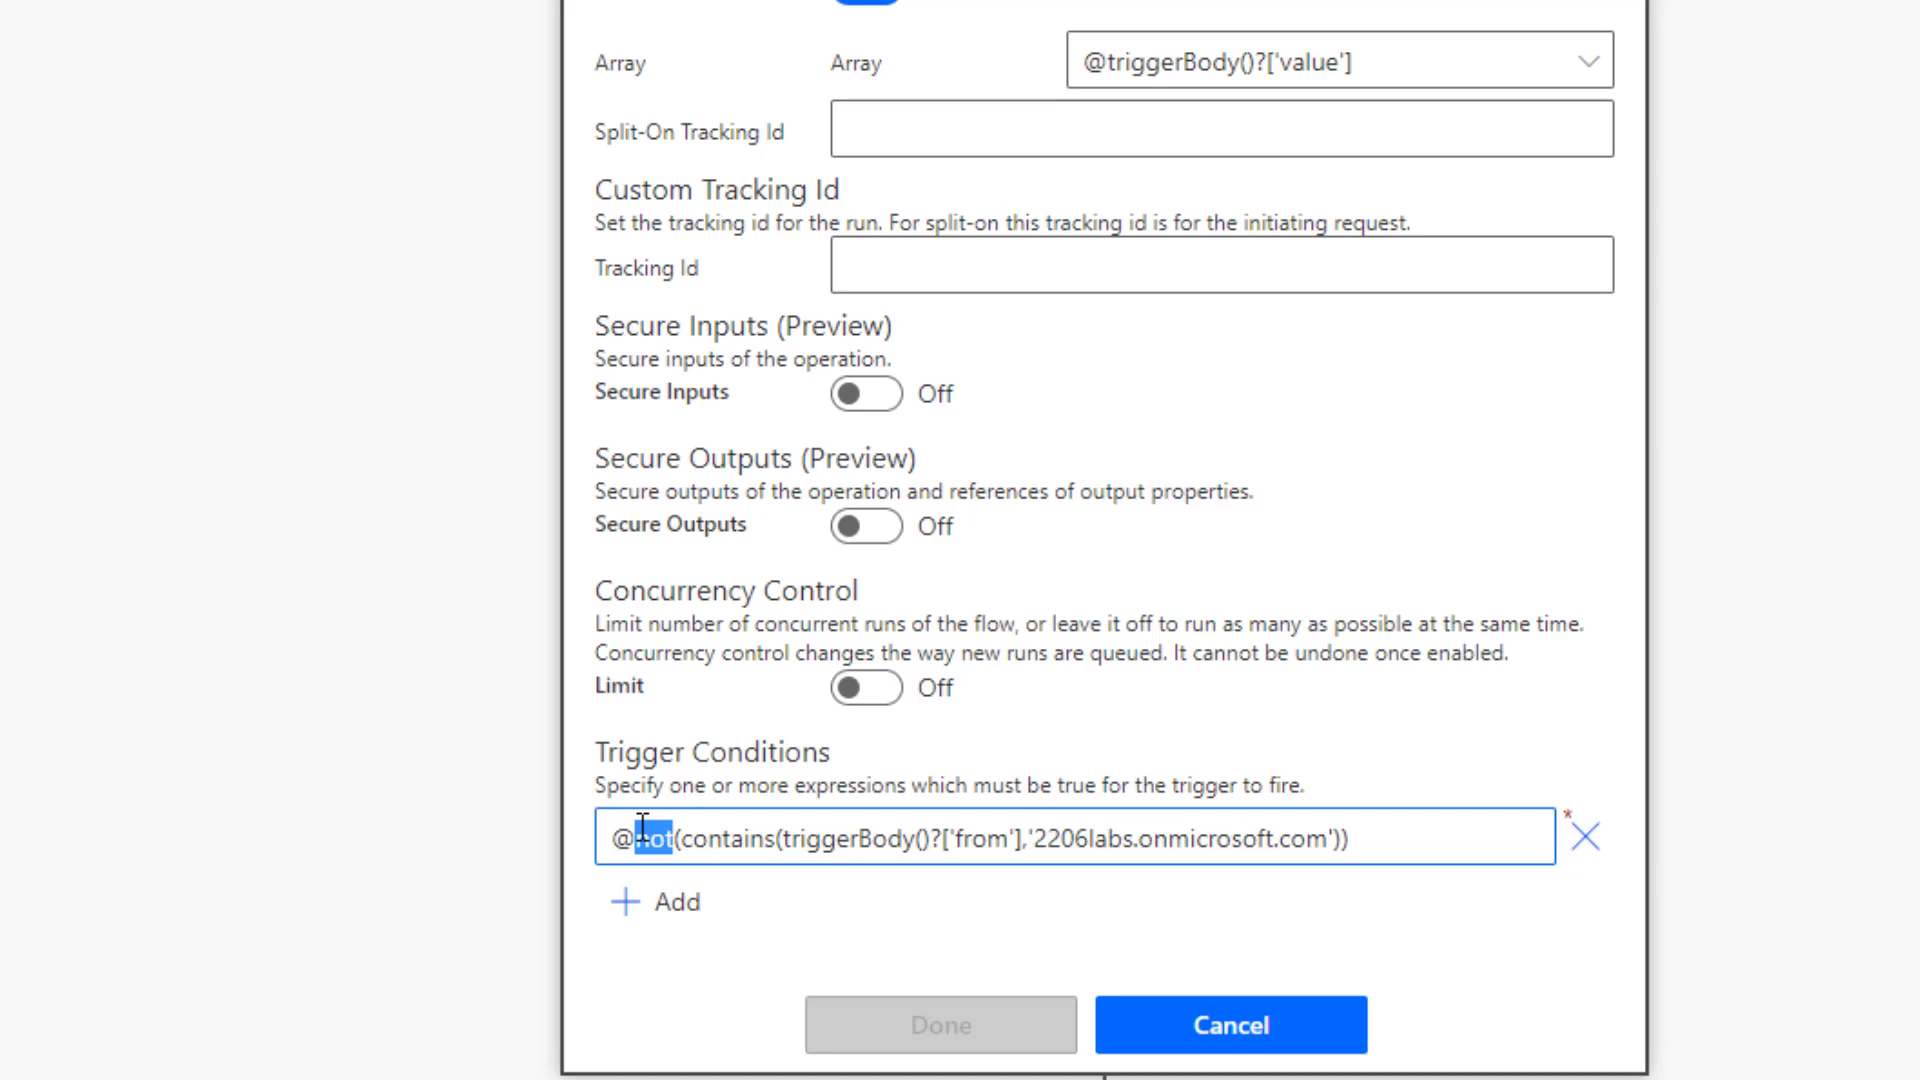 Array Array @triggerBody()?['value']
Split-On Tracking Id
Custom Tracking Id
Set the tracking id for the run. For split-on this tracking id is for the initiating request.
Tracking Id
Secure Inputs (Preview)
Secure inputs of the operation.
Secure Inputs Off
Secure Outputs (Preview)
Secure outputs of the operation and references of output properties.
Secure Outputs Off
Concurrency Control
Limit number of concurrent runs of the flow, or leave it off to run as many as possible at the same time.
Concurrency control changes the way new runs are queued. It cannot be undone once enabled.
Limit Off
Trigger Conditions
Specify one or more expressions which must be true for the trigger to fire.
@not(contains(triggerBody()?['from'],'2206labs.onmicrosoft.com')) *
Add
Done Cancel